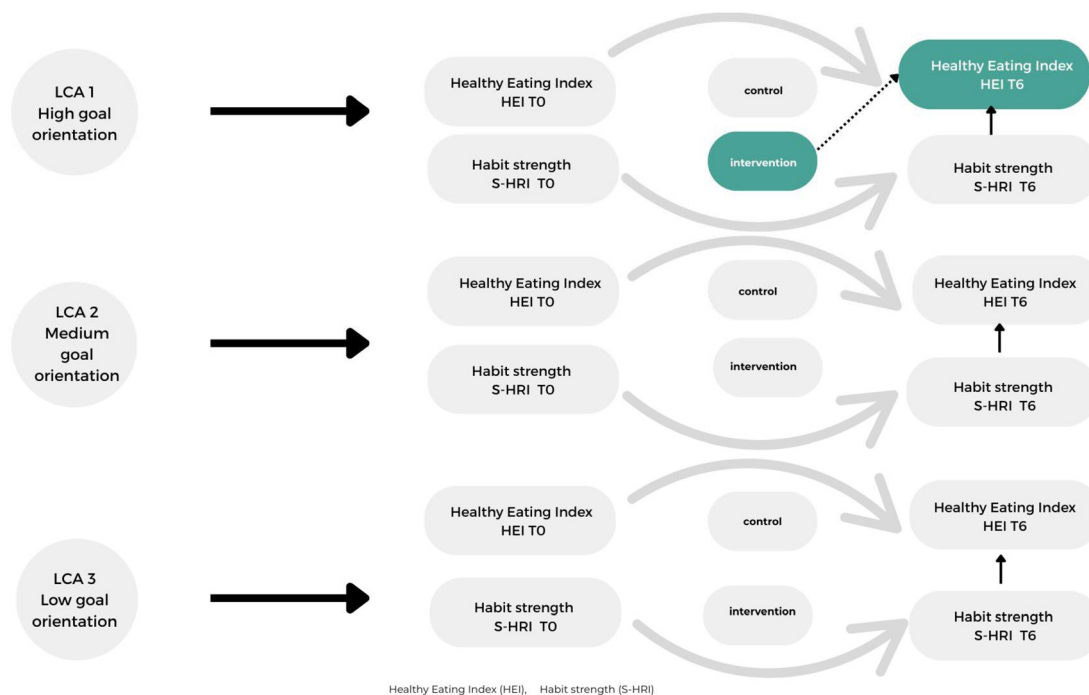 LCA 1
High goal
orientation
Healthy Eating Index
HEI T0
Habit strength
S-HRI T0
control
intervention
Healthy Eating Index
HEI T6
Habit strength
S-HRI T6
LCA 2
Medium
goal
orientation
Healthy Eating Index
HEI T0
Habit strength
S-HRI T0
control
intervention
Healthy Eating Index
HEI T6
Habit strength
S-HRI T6
LCA 3
Low goal
orientation
Healthy Eating Index
HEI T0
Habit strength
S-HRI T0
control
intervention
Healthy Eating Index
HEI T6
Habit strength
S-HRI T6
Healthy Eating Index (HEI), Habit strength (S-HRI)